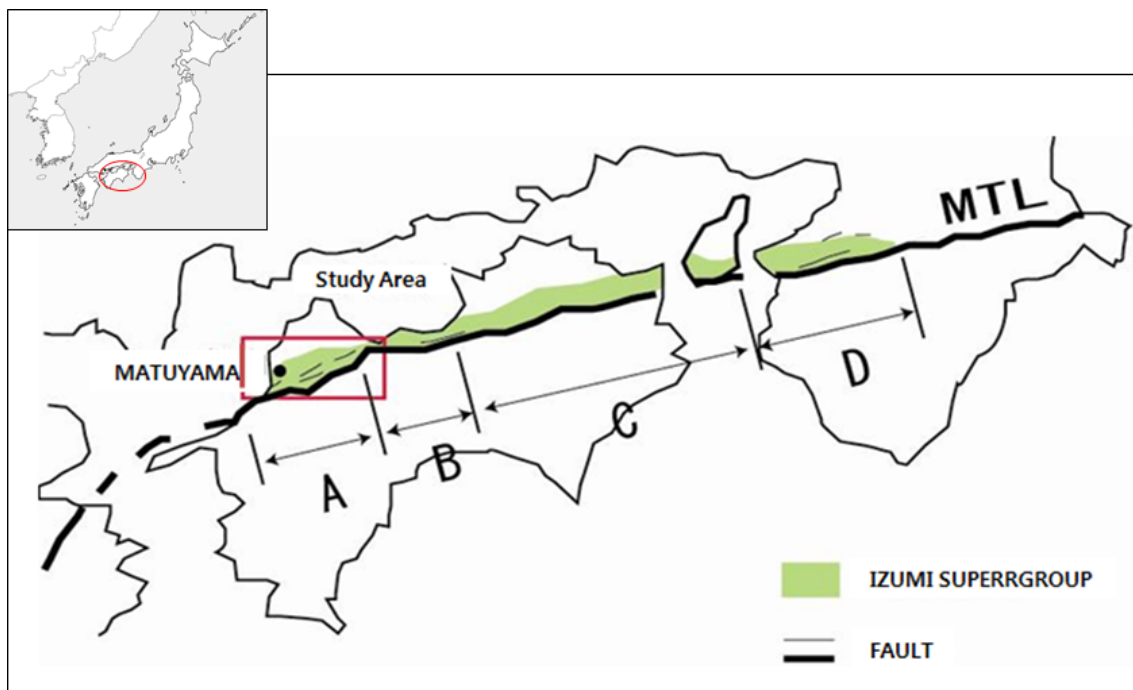 MTL
Study Area
MATUYAMA
A
B
C
D
IZUMI SUPERRGROUP
FAULT